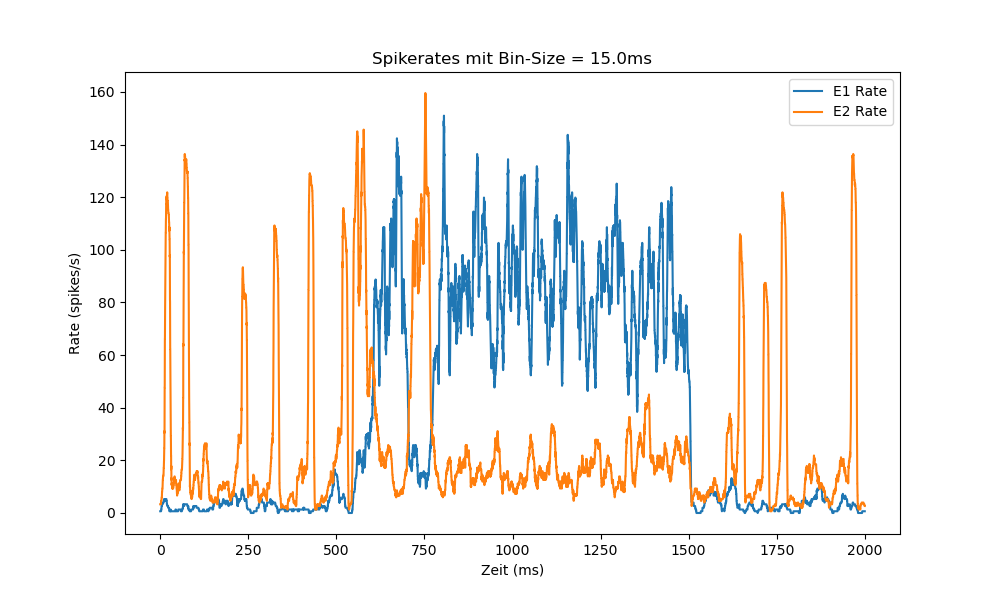 Spikerates mit Bin-Size = 15.0ms
E1 Rate
E2 Rate
160
140
120
100
80
60
40
20
0
Rate (spikes/s)
0 250 500 750 1000 1250 1500 1750 2000
Zeit (ms)